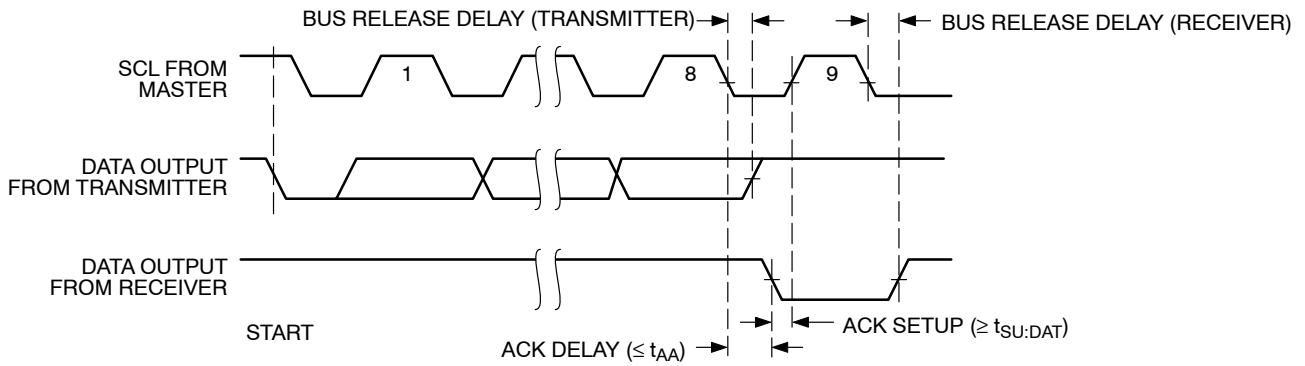 BUS RELEASE DELAY (TRANSMITTER)
BUS RELEASE DELAY (RECEIVER)
SCL FROM
MASTER
1
8
9
DATA OUTPUT
FROM TRANSMITTER
DATA OUTPUT
FROM RECEIVER
START
ACK SETUP (≥ tSU:DAT)
ACK DELAY (≤ tAA)